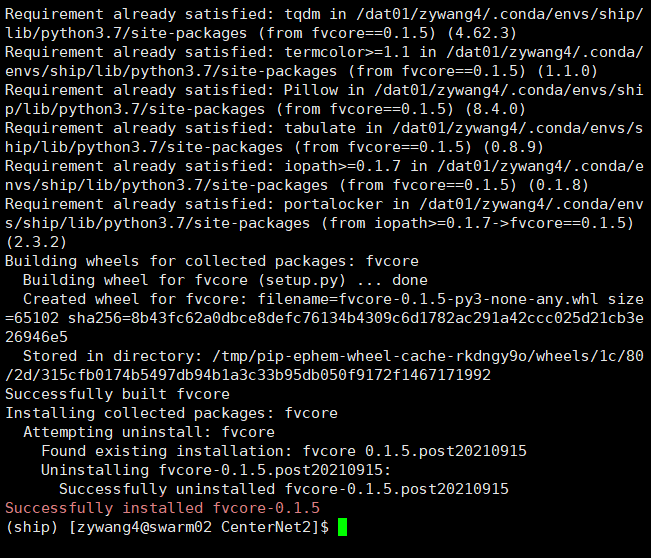 Requirement already satisfied: tqdm in /dat01/zywang4/.conda/envs/ship/
lib/python3.7/site-packages (from fvcore==0.1.5) (4.62.3)
Requirement already satisfied: termcolor>=1.1 in /dat01/zywang4/.conda/
envs/ship/lib/python3.7/site-packages (from fvcore==0.1.5) (1.1.0)
Requirement already satisfied: Pillow in /dat01/zywang4/.conda/envs/shi
p/lib/python3.7/site-packages (from fvcore==0.1.5) (8.4.0)
Requirement already satisfied: tabulate in /dat01/zywang4/.conda/envs/s
hip/lib/python3.7/site-packages (from fvcore==0.1.5) (0.8.9)
Requirement already satisfied: iopath>=0.1.7 in /dat01/zywang4/.conda/e
nvs/ship/lib/python3.7/site-packages (from fvcore==0.1.5) (0.1.8)
Requirement already satisfied: portalocker in /dat01/zywang4/.conda/env
s/ship/lib/python3.7/site-packages (from iopath>=0.1.7->fvcore==0.1.5)
(2.3.2)
Building wheels for collected packages: fvcore
  Building wheel for fvcore (setup.py) ... done
  Created wheel for fvcore: filename=fvcore-0.1.5-py3-none-any.whl size
=65102 sha256=8b43fc62a0dbce8defc76134b4309c6d1782ac291a42ccc025d21cb3e
26946e5
  Stored in directory: /tmp/pip-ephem-wheel-cache-rkdngy9o/wheels/1c/80
/2d/315cfb0174b5497db94b1a3c33b95db050f9172f1467171992
Successfully built fvcore
Installing collected packages: fvcore
  Attempting uninstall: fvcore
    Found existing installation: fvcore 0.1.5.post20210915
    Uninstalling fvcore-0.1.5.post20210915:
      Successfully uninstalled fvcore-0.1.5.post20210915
Successfully installed fvcore-0.1.5
(ship) [zywang4@swarm02 CenterNet2]$